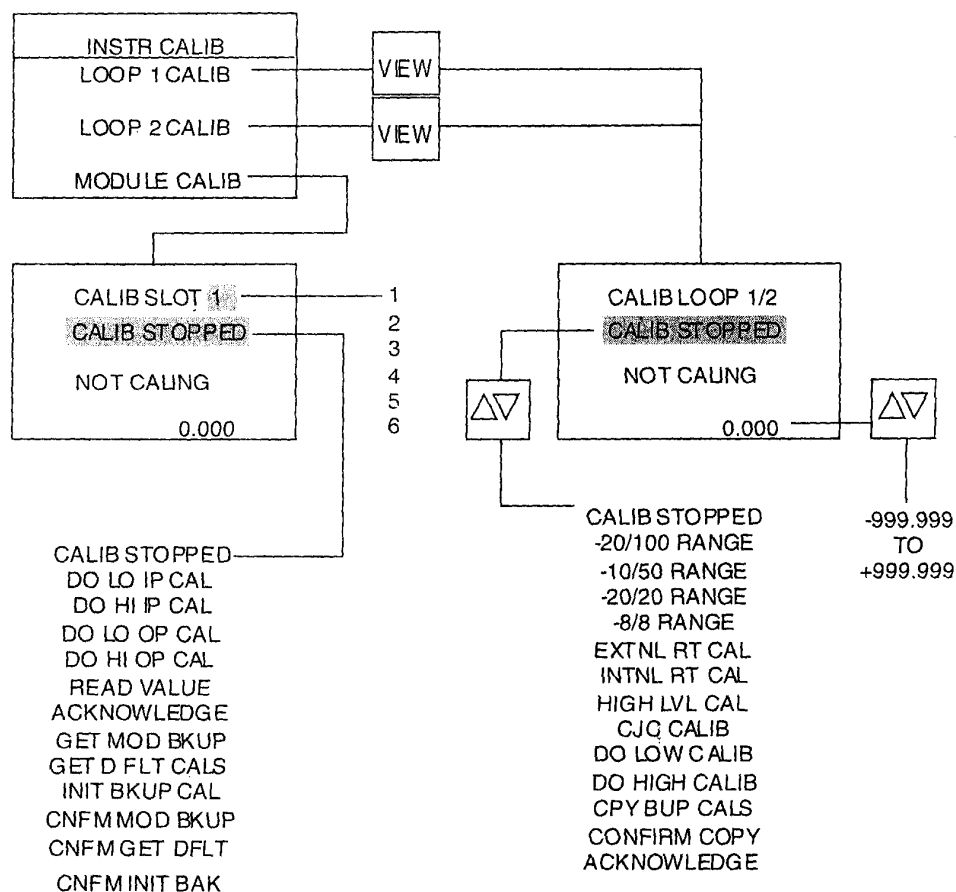 INSTR CALIB
LOOP 1 CALIB
VIEW
LOOP 2 CALIB
VIEW
MODULE CALIB
CALIB SLOT 1
CALIB STOPPED
NOT CALING
0.000
1
2
3
4
5
6
CALIB LOOP 1/2
CALIB STOPPED
NOT CALING
0.000
△▽
△▽
CALIB STOPPED
DO LO IP CAL
DO HI IP CAL
DO LO OP CAL
DO HI OP CAL
READ VALUE
ACKNOWLEDGE
GET MOD BKUP
GET D FLT CALS
INIT BKUP CAL
CNFM MOD BKUP
CNFM GET DFLT
CNFM INIT BAK
CALIB STOPPED
-20/100 RANGE
-10/50 RANGE
-20/20 RANGE
-8/8 RANGE
EXTNL RT CAL
INTNL RT CAL
HIGH LVL CAL
CJC CALIB
DO LOW CALIB
DO HIGH CALIB
CPY BUP CALS
CONFIRM COPY
ACKNOWLEDGE
-999.999
TO
+999.999